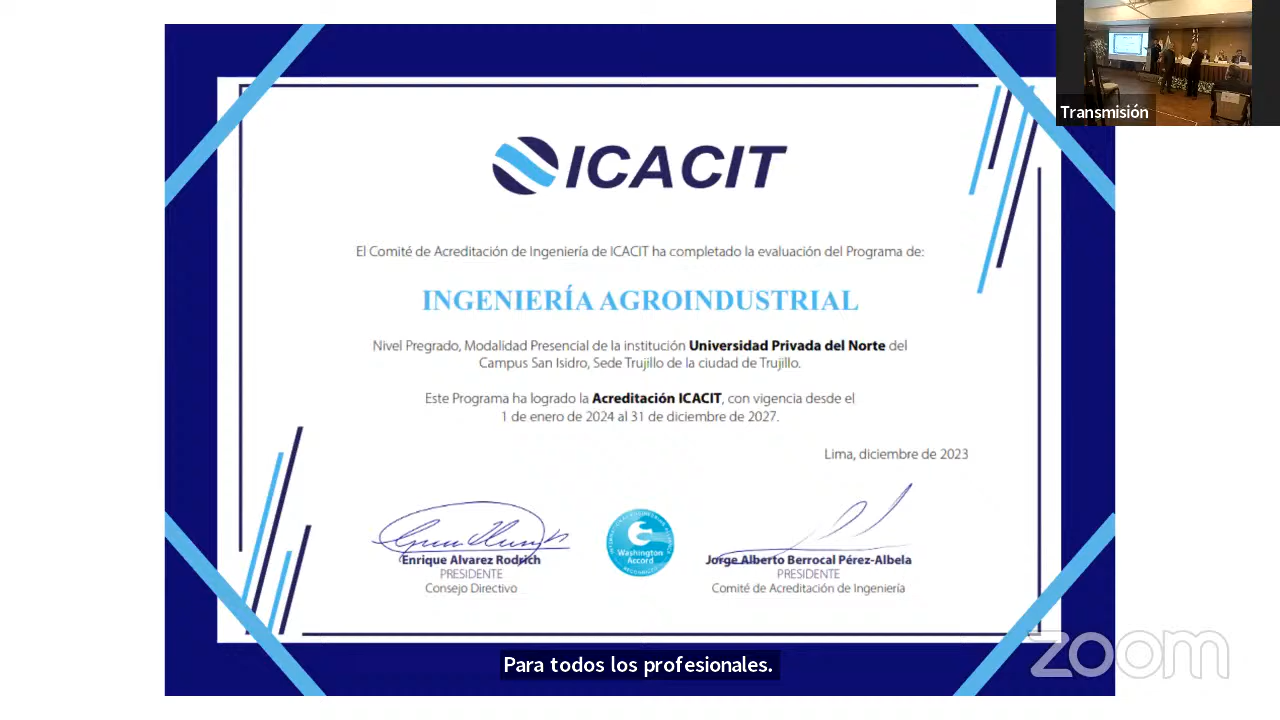 Transmisión
ICACIT
El Comité de Acreditación de Ingeniería de ICACIT ha completado la evaluación del Programa de:
INGENIERÍA AGROINDUSTRIAL
Nivel Pregrado, Modalidad Presencial de la institución Universidad Privada del Norte del
Campus San Isidro, Sede Trujillo de la ciudad de Trujillo.
Este Programa ha logrado la Acreditación ICACIT, con vigencia desde el
1 de enero de 2024 al 31 de diciembre de 2027.
Lima, diciembre de 2023
Enrique Alvarez Rodrich
PRESIDENTE
Consejo Directivo
Washington
Accord
Jorge Alberto Berrocal Pérez-Albela
PRESIDENTE
Comité de Acreditación de Ingeniería
Para todos los profesionales.
zoom